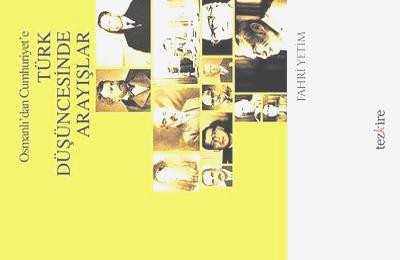 Osmanlı'dan Cumhuriyet'e
TÜRK
DÜŞÜNCESİNDE
ARAYIŞLAR
FAHRİ YETİM
tezkire